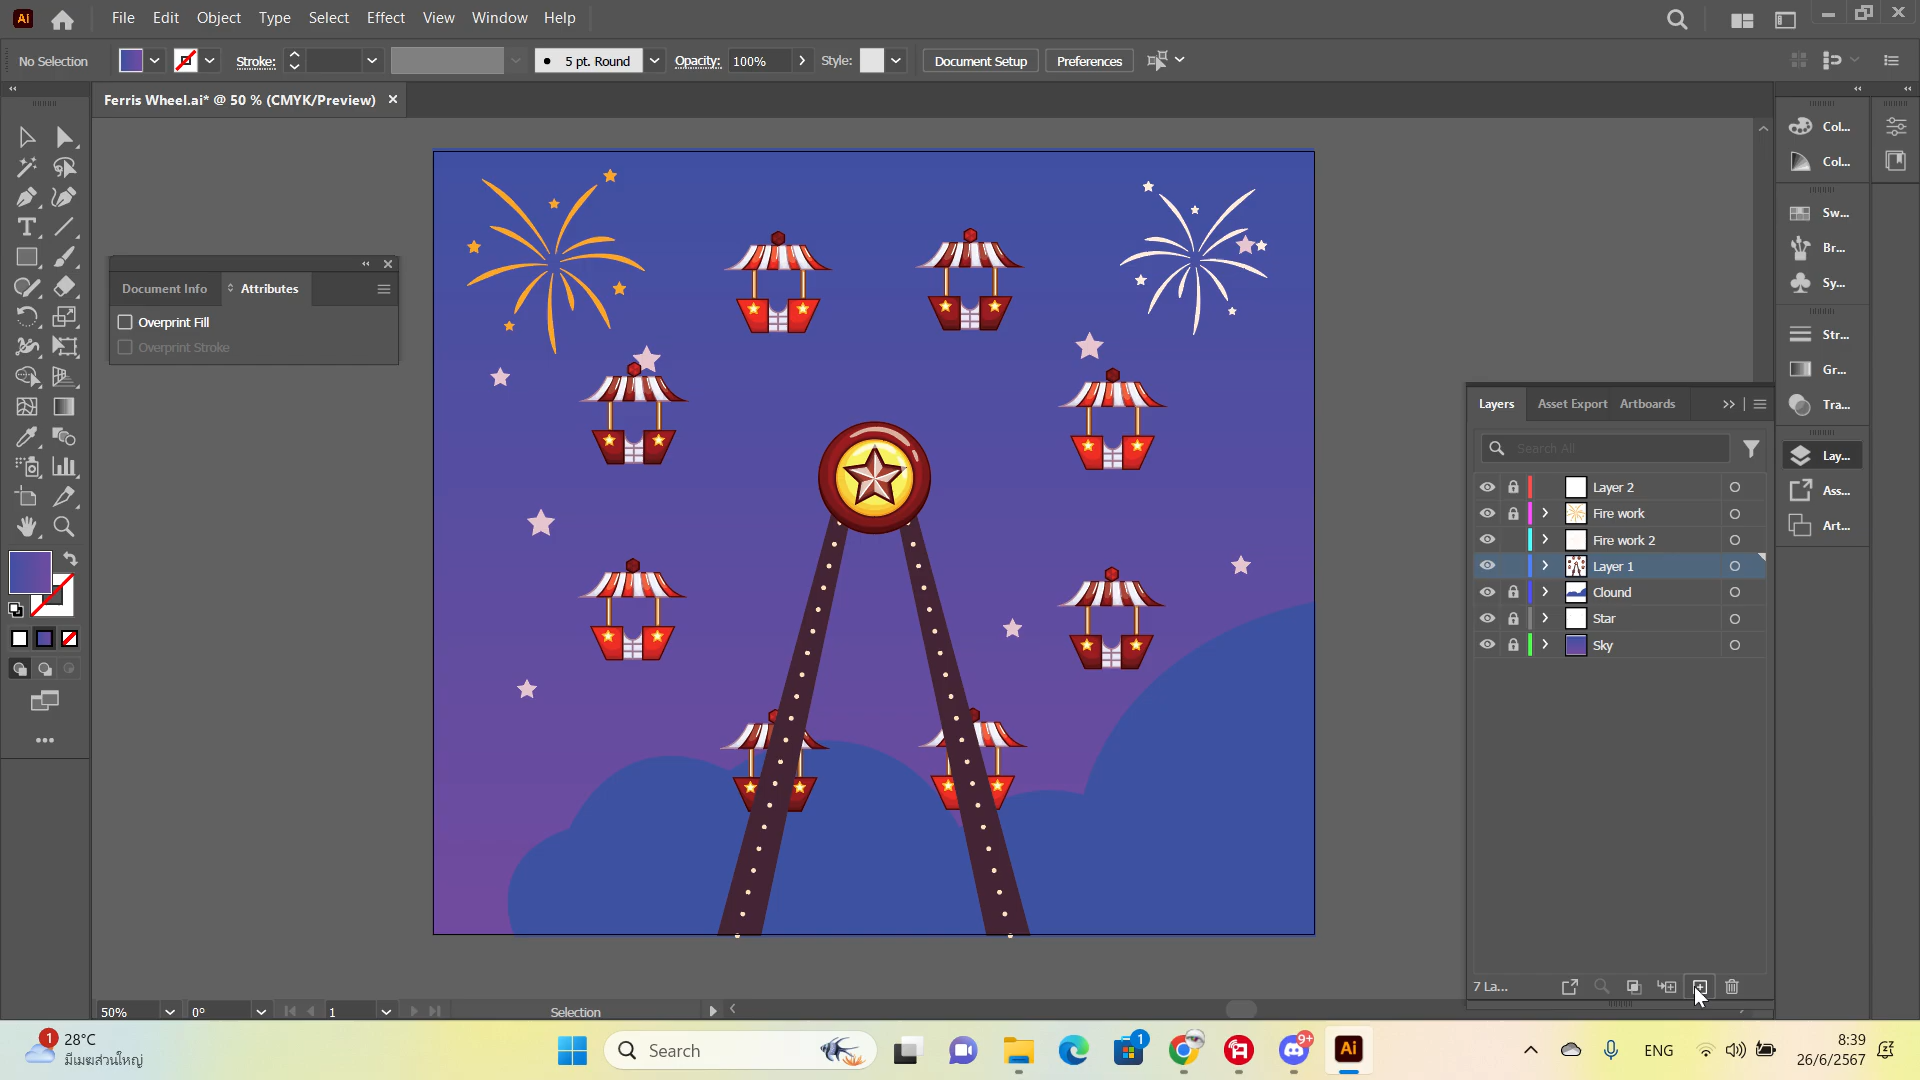 Ai
File Edit Object Type Select Effect View Window Help
No Selection
Stroke:
5 pt. Round
Opacity: 100%
Style:
Document Setup
Preferences
Ferris Wheel.ai* @ 50 % (CMYK/Preview)
Document Info
Attributes
Overprint Fill
Overprint Stroke
Col...
Col...
Sw...
Br...
Sy...
Str...
Gr...
Tra...
Lay...
Ass...
Art...
Layers Asset Export Artboards
Search All
Layer 2
Fire work
Fire work 2
Layer 1
Clound
Star
Sky
7 La...
50% 0° 1 Selection
1
28°C
มีเมฆส่วนใหญ่
Search
1
9+
Ai
ENG
8:39
26/6/2567